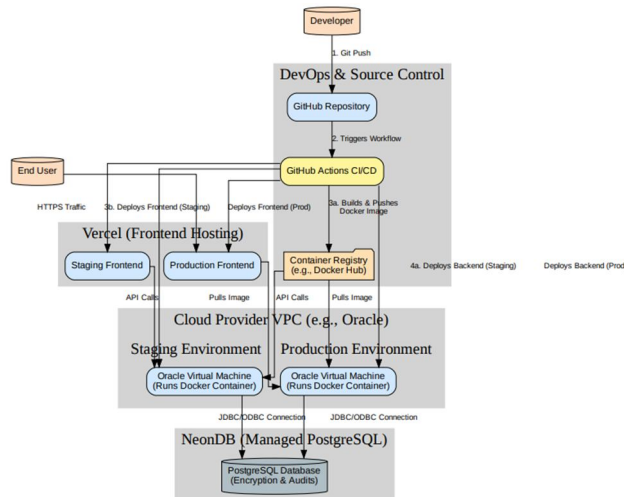 Developer
1. Git Push
DevOps & Source Control
GitHub Repository
2. Triggers Workflow
End User
GitHub Actions CI/CD
HTTPS Traffic
3b. Deploys Frontend (Staging)
Deploys Frontend (Prod)
3a. Builds & Pushes
Docker Image
Vercel (Frontend Hosting)
Staging Frontend
Production Frontend
Container Registry
(e.g., Docker Hub)
4a. Deploys Backend (Staging)
Deploys Backend (Prod
API Calls
Pulls Image
API Calls
Pulls Image
Cloud Provider VPC (e.g., Oracle)
Staging Environment
Production Environment
Oracle Virtual Machine
(Runs Docker Container)
Oracle Virtual Machine
(Runs Docker Container)
JDBC/ODBC Connection
JDBC/ODBC Connection
NeonDB (Managed PostgreSQL)
PostgreSQL Database
(Encryption & Audits)